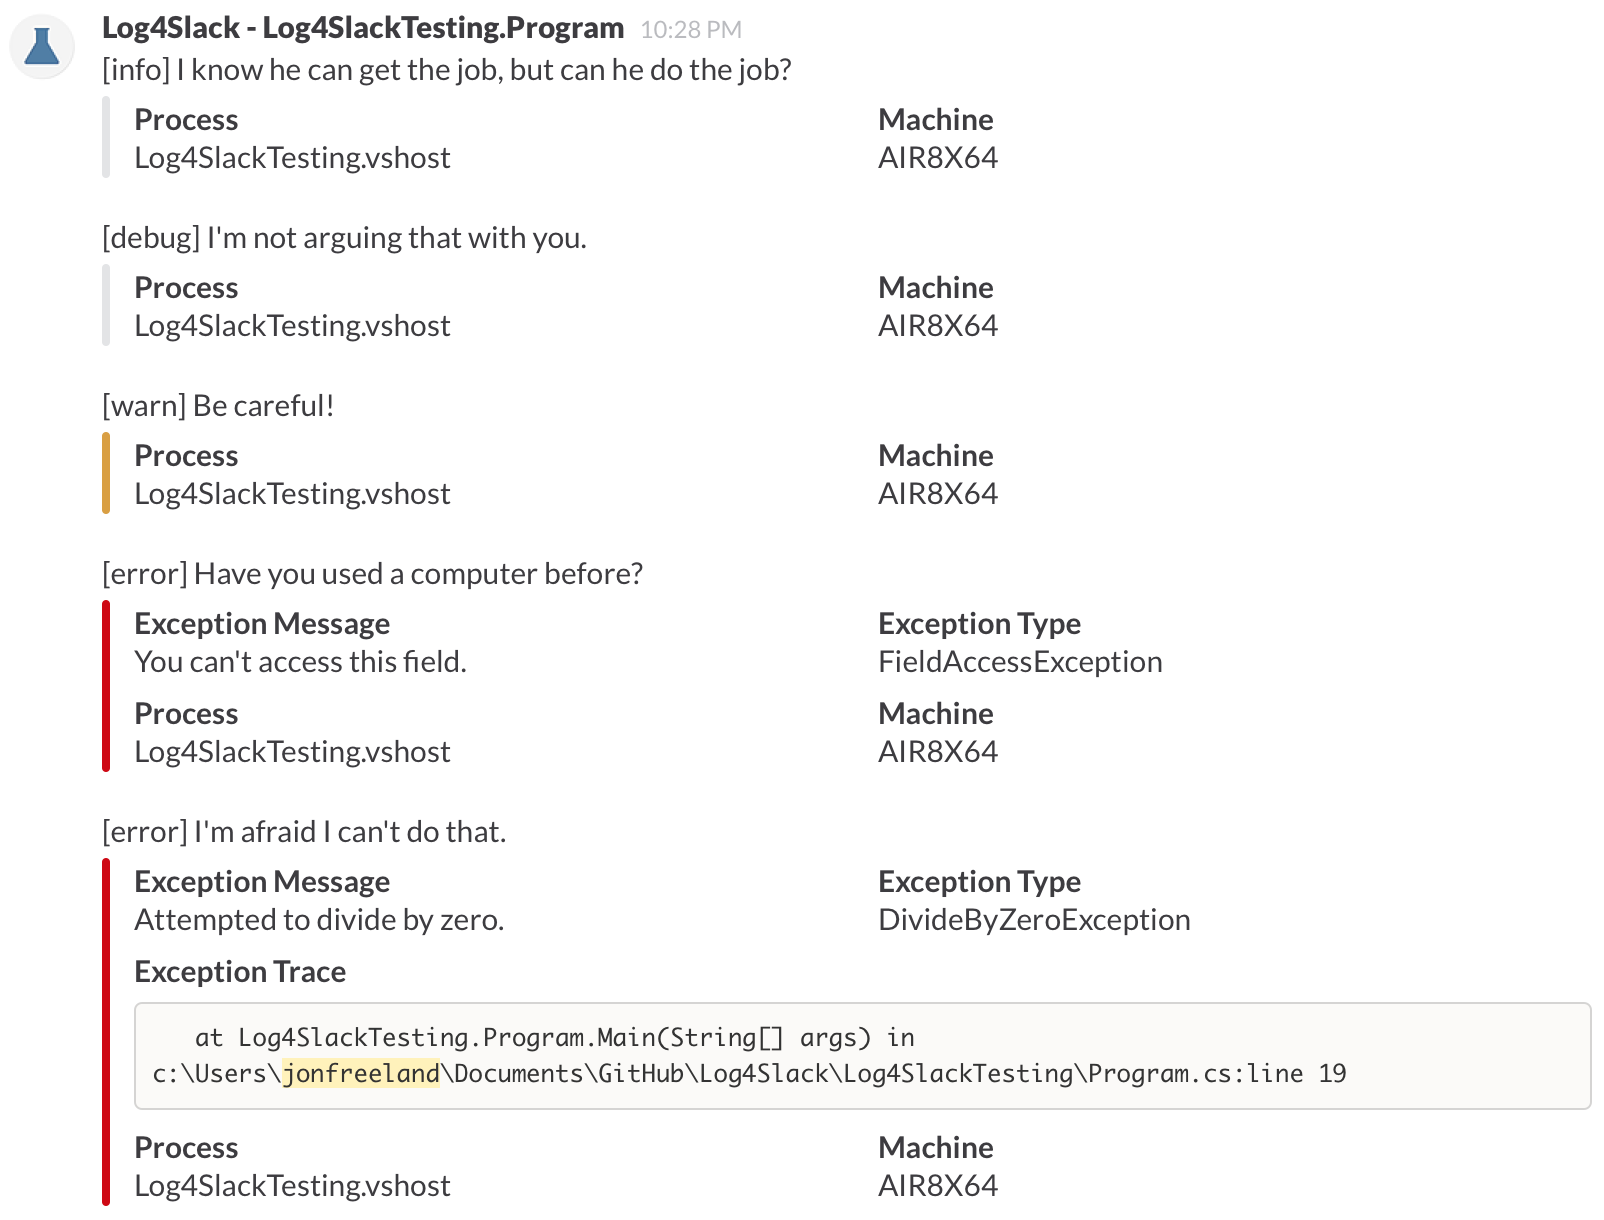 Log4Slack - Log4SlackTesting.Program 10:28 PM
[info] I know he can get the job, but can he do the job?
Process Machine
Log4SlackTesting.vshost AIR8X64
[debug] I'm not arguing that with you.
Process Machine
Log4SlackTesting.vshost AIR8X64
[warn] Be careful!
Process Machine
Log4SlackTesting.vshost AIR8X64
[error] Have you used a computer before?
Exception Message Exception Type
You can't access this field. FieldAccessException
Process Machine
Log4SlackTesting.vshost AIR8X64
[error] I'm afraid I can't do that.
Exception Message Exception Type
Attempted to divide by zero. DivideByZeroException
Exception Trace
at Log4SlackTesting.Program.Main(String[] args) in
c:\Users\jonfreeland\Documents\GitHub\Log4Slack\Log4SlackTesting\Program.cs:line 19
Process Machine
Log4SlackTesting.vshost AIR8X64